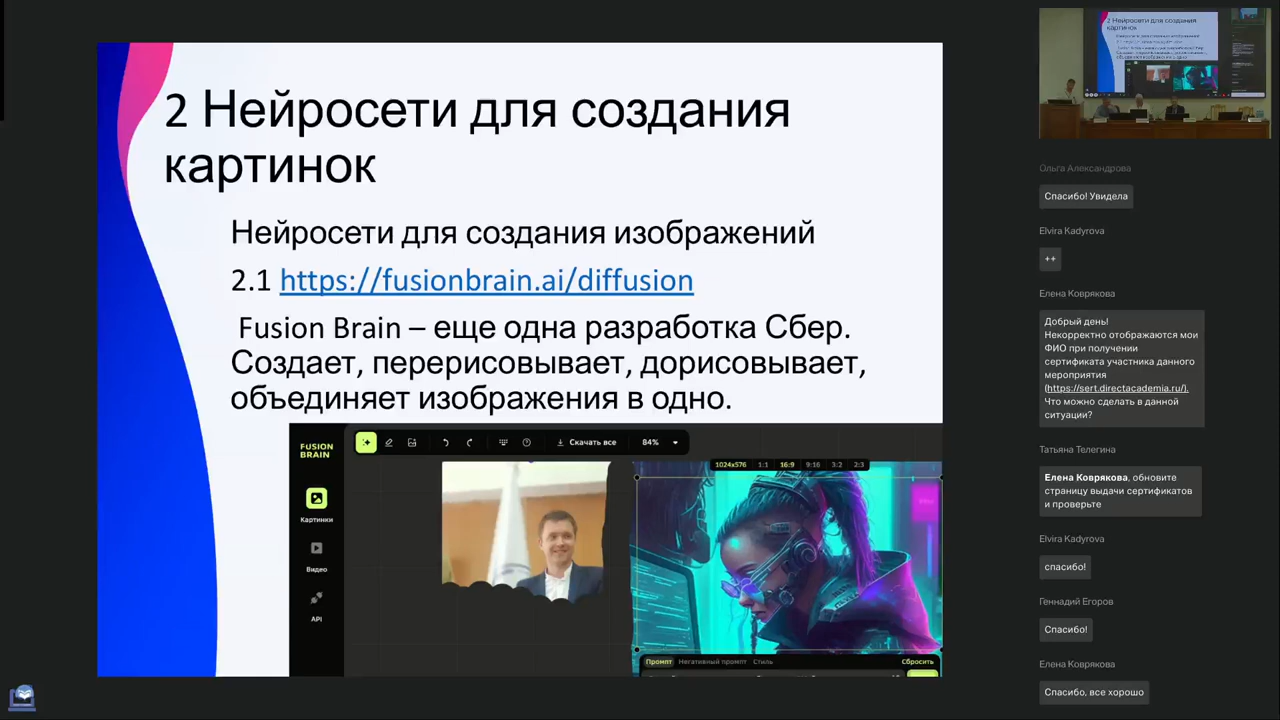 2 Нейросети для создания
картинок
Нейросети для создания изображений
2.1 https://fusionbrain.ai/diffusion
Fusion Brain – еще одна разработка Сбер.
Создает, перерисовывает, дорисовывает,
объединяет изображения в одно.
FUSION
BRAIN
Скачать все
84%
1024x576 1:1 16:9 9:16 3:2 2:3
Картинки
Видео
API
Промпт Негативный промпт Стиль
Сбросить
2 Нейросети для создания
картинок
Ольга Александрова
Спасибо! Увидела
Elvira Kadyrova
++
Елена Коврякова
Добрый день!
Некорректно отображаются мои
ФИО при получении
сертификата участника данного
мероприятия
(https://sert.directacademia.ru/).
Что можно сделать в данной
ситуации?
Татьяна Телегина
Елена Коврякова, обновите
страницу выдачи сертификатов
и проверьте
Elvira Kadyrova
спасибо!
Геннадий Егоров
Спасибо!
Елена Коврякова
Спасибо, все хорошо